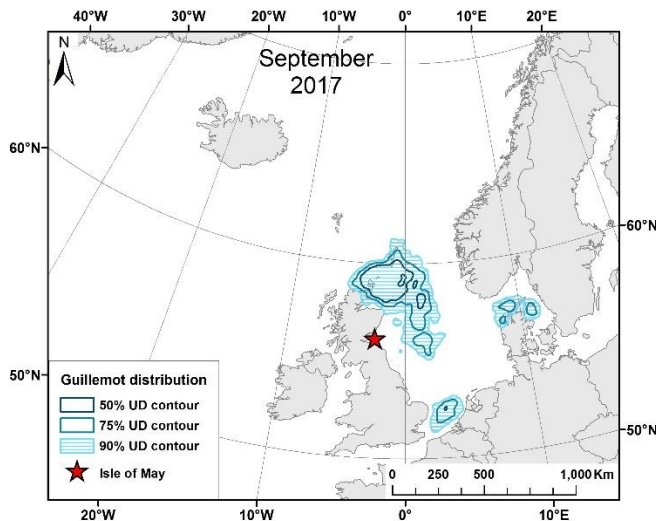 40°W 30°W 20°W 10°W 0° 10°E 20°E
N
September
2017
60°N
60°N
50°N
50°N
Guillemot distribution
50% UD contour
75% UD contour
90% UD contour
Isle of May
0 250 500 1,000 Km
20°W 10°W 0° 10°E